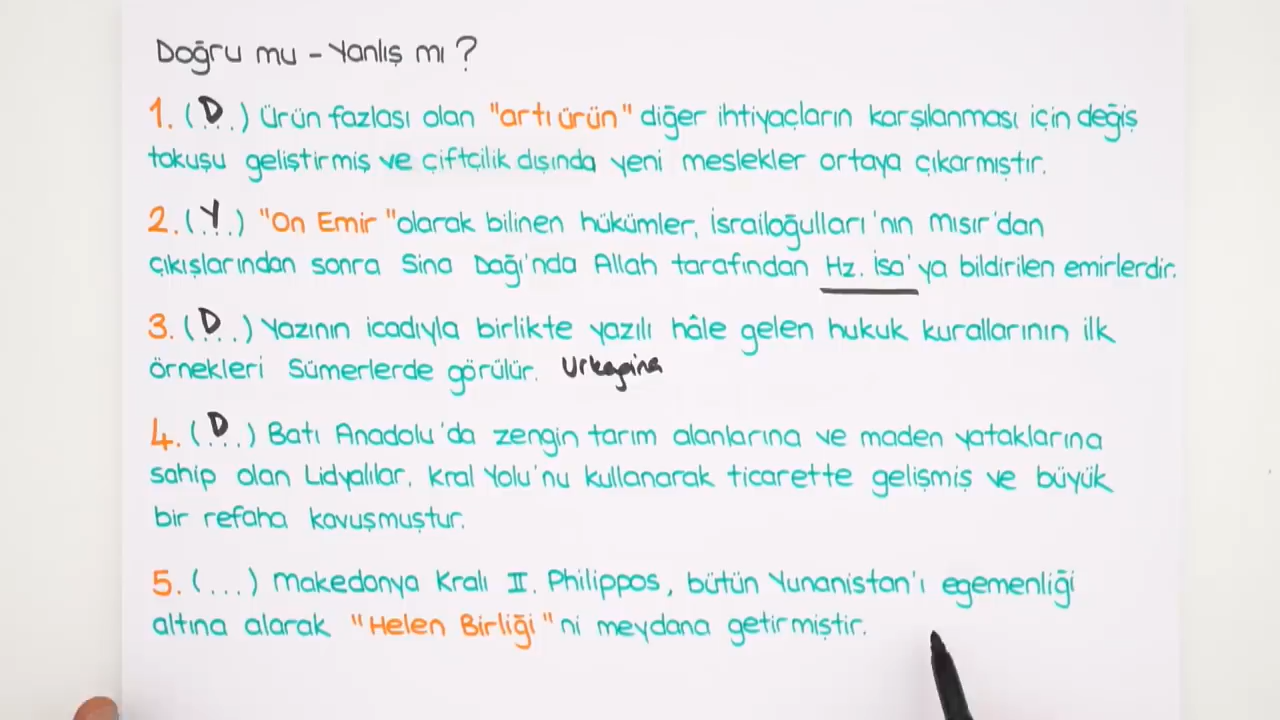 Doğru mu - Yanlış mı ?
1. (D..) Ürün fazlası olan "artı ürün" diğer ihtiyaçların karşılanması için değiş
tokuşu geliştirmiş ve çiftçilik dışında yeni meslekler ortaya çıkarmıştır.
2. (Y..) "On Emir" olarak bilinen hükümler, İsrailoğulları'nın Mısır'dan
çıkışlarından sonra Sina Dağı'nda Allah tarafından Hz. İsa'ya bildirilen emirlerdir.
3. (D..) Yazının icadıyla birlikte yazılı hâle gelen hukuk kurallarının ilk
örnekleri Sümerlerde görülür. Urkagina
4. (D..) Batı Anadolu'da zengin tarım alanlarına ve maden yataklarına
sahip olan Lidyalılar, Kral Yolu'nu kullanarak ticarette gelişmiş ve büyük
bir refaha kavuşmuştur.
5. (...) Makedonya Kralı II. Philippos, bütün Yunanistan'ı egemenliği
altına alarak "Helen Birliği"ni meydana getirmiştir.